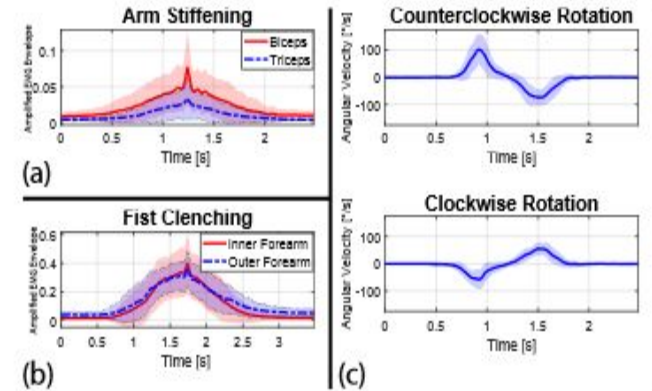 Arm Stiffening
Amplified EMG Envelope
0.1
0.05
0
Biceps
Triceps
0 0.5 1 1.5 2
Time [s]
(a)
Fist Clenching
Amplified EMG Envelope
0.6
0.4
0.2
0
Inner Forearm
Outer Forearm
0 0.5 1 1.5 2 2.5 3
Time [s]
(b)
Counterclockwise Rotation
Angular Velocity [°/s]
100
0
-100
0 0.5 1 1.5 2
Time [s]
Clockwise Rotation
Angular Velocity [°/s]
100
0
-100
0 0.5 1 1.5 2
Time [s]
(c)